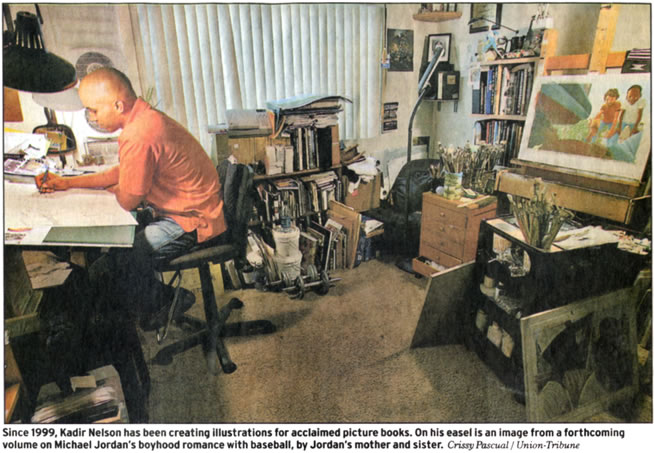 Since 1999, Kadir Nelson has been creating illustrations for acclaimed picture books. On his easel is an image from a forthcoming
volume on Michael Jordan's boyhood romance with baseball, by Jordan's mother and sister. Crissy Pascual / Union-Tribune